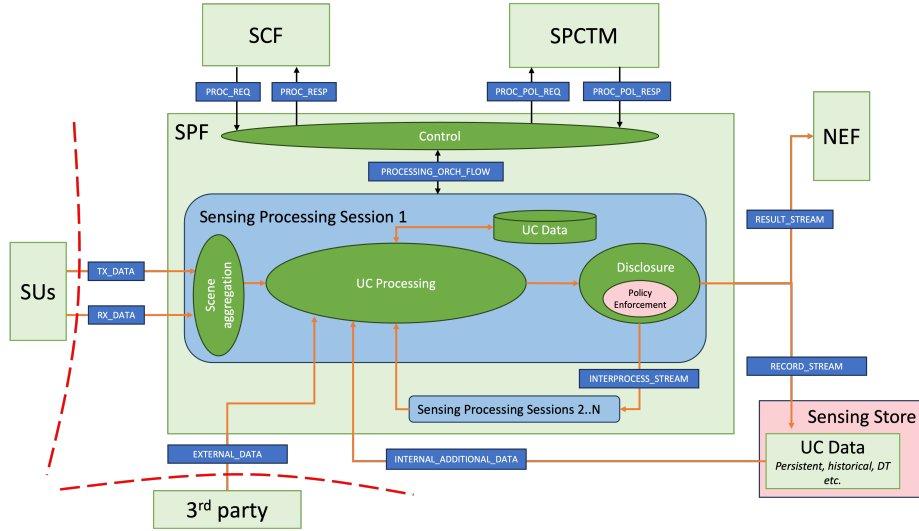 SCF
SPCTM
PROC_REQ
PROC_RESP
PROC_POL_REQ
PROC_POL_RESP
SPF
Control
NEF
PROCESSING_ORCH_FLOW
Sensing Processing Session 1
UC Data
RESULT_STREAM
SUs
TX_DATA
RX_DATA
Scene
aggregation
UC Processing
Disclosure
Policy
Enforcement
INTERPROCESS_STREAM
RECORD_STREAM
Sensing Processing Sessions 2..N
Sensing Store
UC Data
Persistent, historical, DT
etc.
EXTERNAL_DATA
INTERNAL_ADDITIONAL_DATA
3rd party